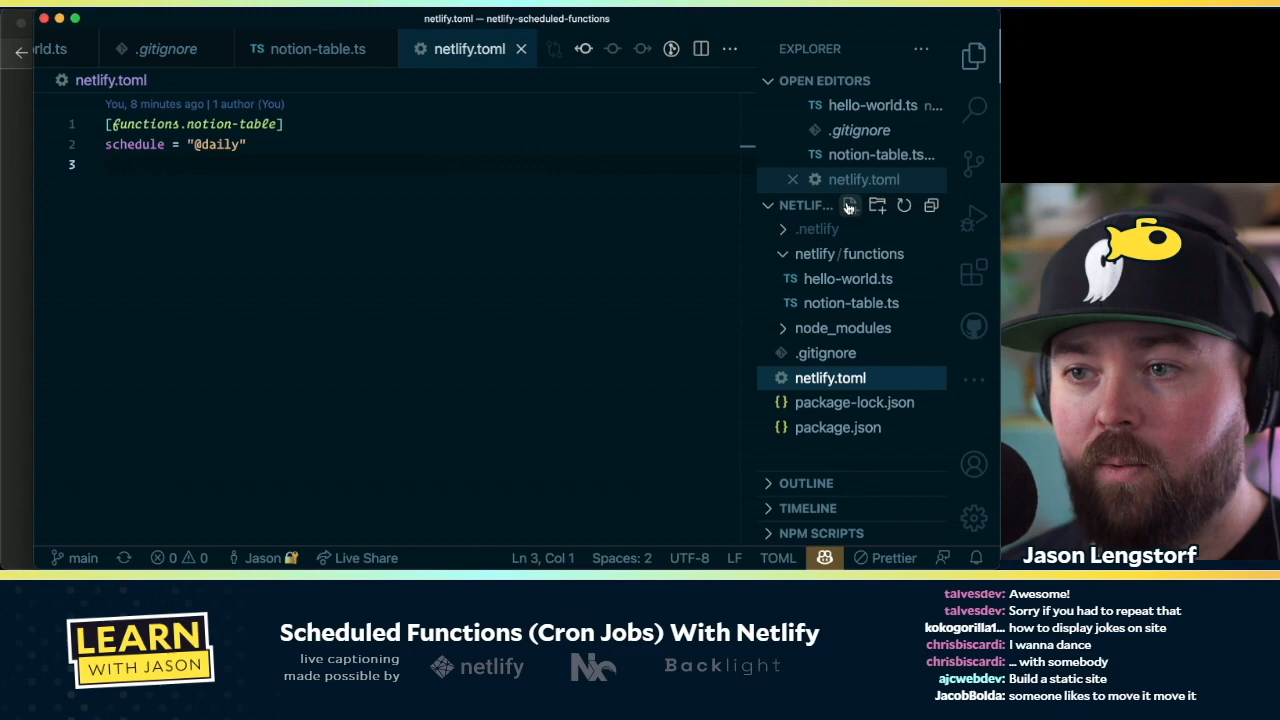 netlify.toml — netlify-scheduled-functions
rld.ts
.gitignore
TS notion-table.ts
netlify.toml
netlify.toml
You, 8 minutes ago | 1 author (You)
1 [functions.notion-table]
2 schedule = "@daily"
3
EXPLORER
OPEN EDITORS
TS hello-world.ts n...
.gitignore
TS notion-table.ts...
netlify.toml
NETLIF...
.netlify
netlify/functions
TS hello-world.ts
TS notion-table.ts
node_modules
.gitignore
netlify.toml
{} package-lock.json
{} package.json
OUTLINE
TIMELINE
NPM SCRIPTS
main
0 0
Jason
Live Share
Ln 3, Col 1
Spaces: 2
UTF-8
LF
TOML
Prettier
Jason Lengstorf
LEARN
WITH JASON
Scheduled Functions (Cron Jobs) With Netlify
live captioning
made possible by
netlify
Nx
Backlight
talvesdev: Awesome!
talvesdev: Sorry if you had to repeat that
kokogorilla1... how to display jokes on site
chrisbiscardi: I wanna dance
chrisbiscardi: ... with somebody
ajcwebdev: Build a static site
JacobBolda: someone likes to move it move it